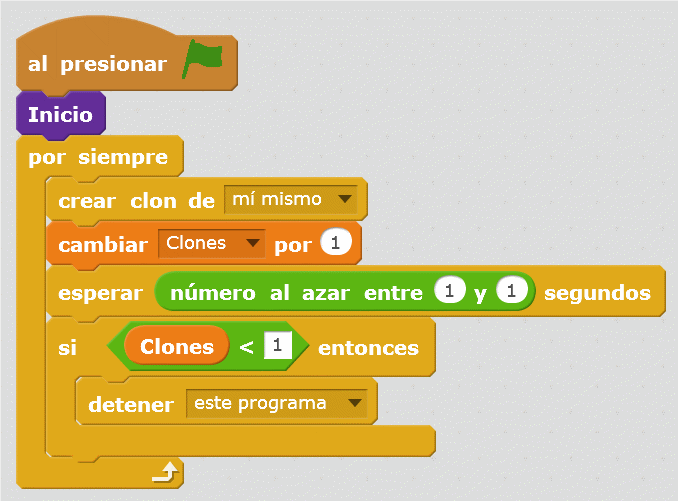 al presionar
Inicio
por siempre
crear clon de mí mismo
cambiar Clones por 1
esperar número al azar entre 1 y 1 segundos
si Clones < 1 entonces
detener este programa